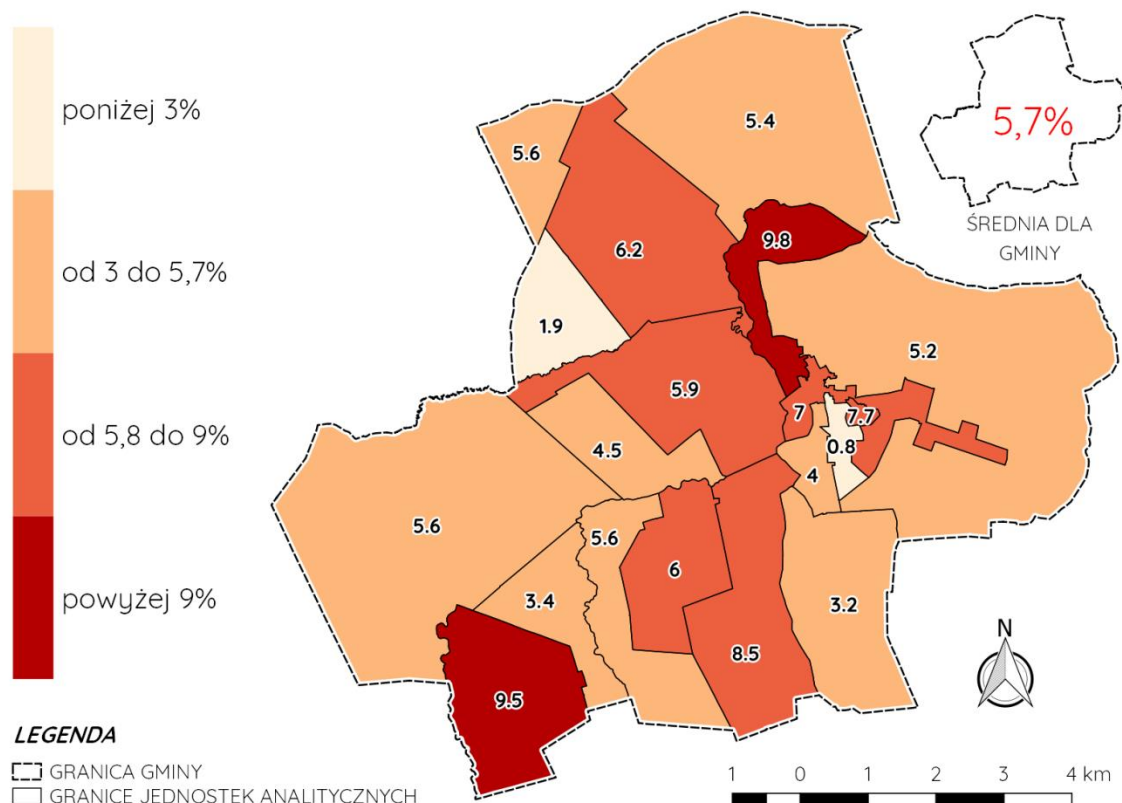 poniżej 3%
od 3 do 5,7%
od 5,8 do 9%
powyżej 9%
5.6
5.4
6.2
9.8
1.9
5.2
5.9
7
7.7
0.8
4.5
4
5.6
5.6
6
3.4
3.2
8.5
9.5
5,7%
ŚREDNIA DLA
GMINY
N
LEGENDA
GRANICA GMINY
GRANICE JEDNOSTEK ANALITYCZNYCH
1 0 1 2 3 4 km